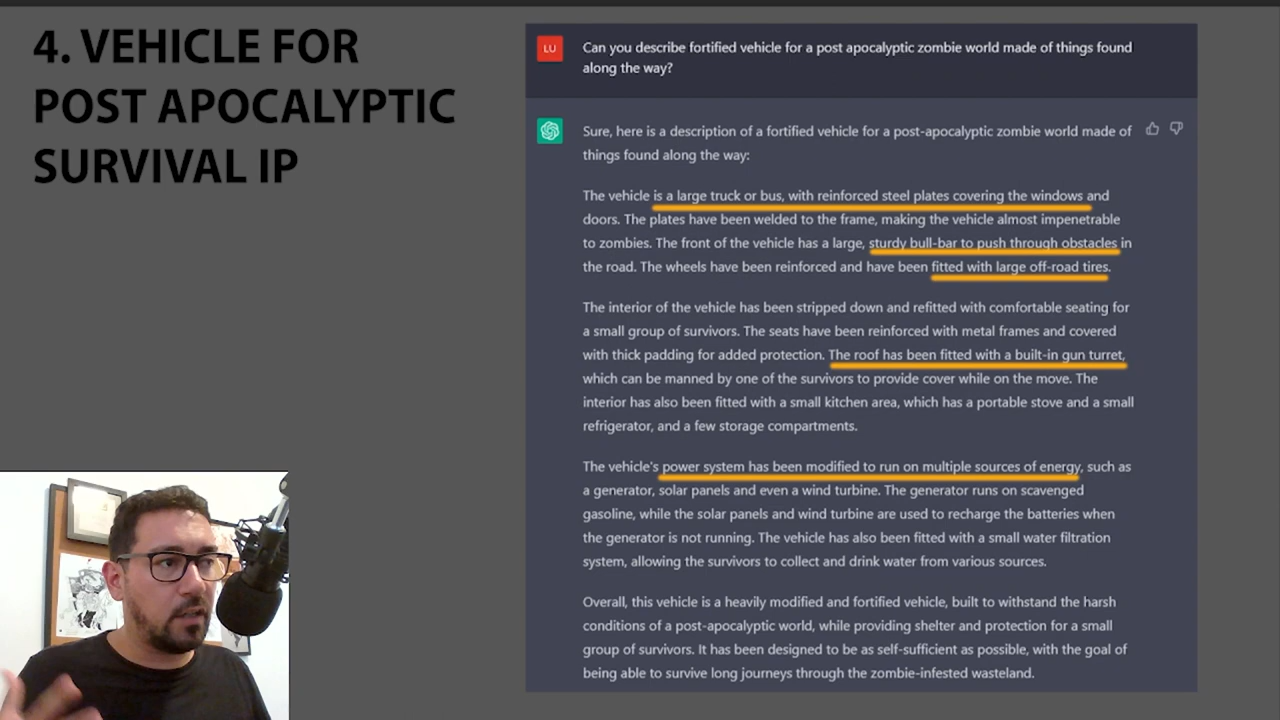 4. VEHICLE FOR
POST APOCALYPTIC
SURVIVAL IP
LU
Can you describe fortified vehicle for a post apocalyptic zombie world made of things found
along the way?
Sure, here is a description of a fortified vehicle for a post-apocalyptic zombie world made of
things found along the way:
The vehicle is a large truck or bus, with reinforced steel plates covering the windows and
doors. The plates have been welded to the frame, making the vehicle almost impenetrable
to zombies. The front of the vehicle has a large, sturdy bull-bar to push through obstacles in
the road. The wheels have been reinforced and have been fitted with large off-road tires.
The interior of the vehicle has been stripped down and refitted with comfortable seating for
a small group of survivors. The seats have been reinforced with metal frames and covered
with thick padding for added protection. The roof has been fitted with a built-in gun turret,
which can be manned by one of the survivors to provide cover while on the move. The
interior has also been fitted with a small kitchen area, which has a portable stove and a small
refrigerator, and a few storage compartments.
The vehicle's power system has been modified to run on multiple sources of energy, such as
a generator, solar panels and even a wind turbine. The generator runs on scavenged
gasoline, while the solar panels and wind turbine are used to recharge the batteries when
the generator is not running. The vehicle has also been fitted with a small water filtration
system, allowing the survivors to collect and drink water from various sources.
Overall, this vehicle is a heavily modified and fortified vehicle, built to withstand the harsh
conditions of a post-apocalyptic world, while providing shelter and protection for a small
group of survivors. It has been designed to be as self-sufficient as possible, with the goal of
being able to survive long journeys through the zombie-infested wasteland.